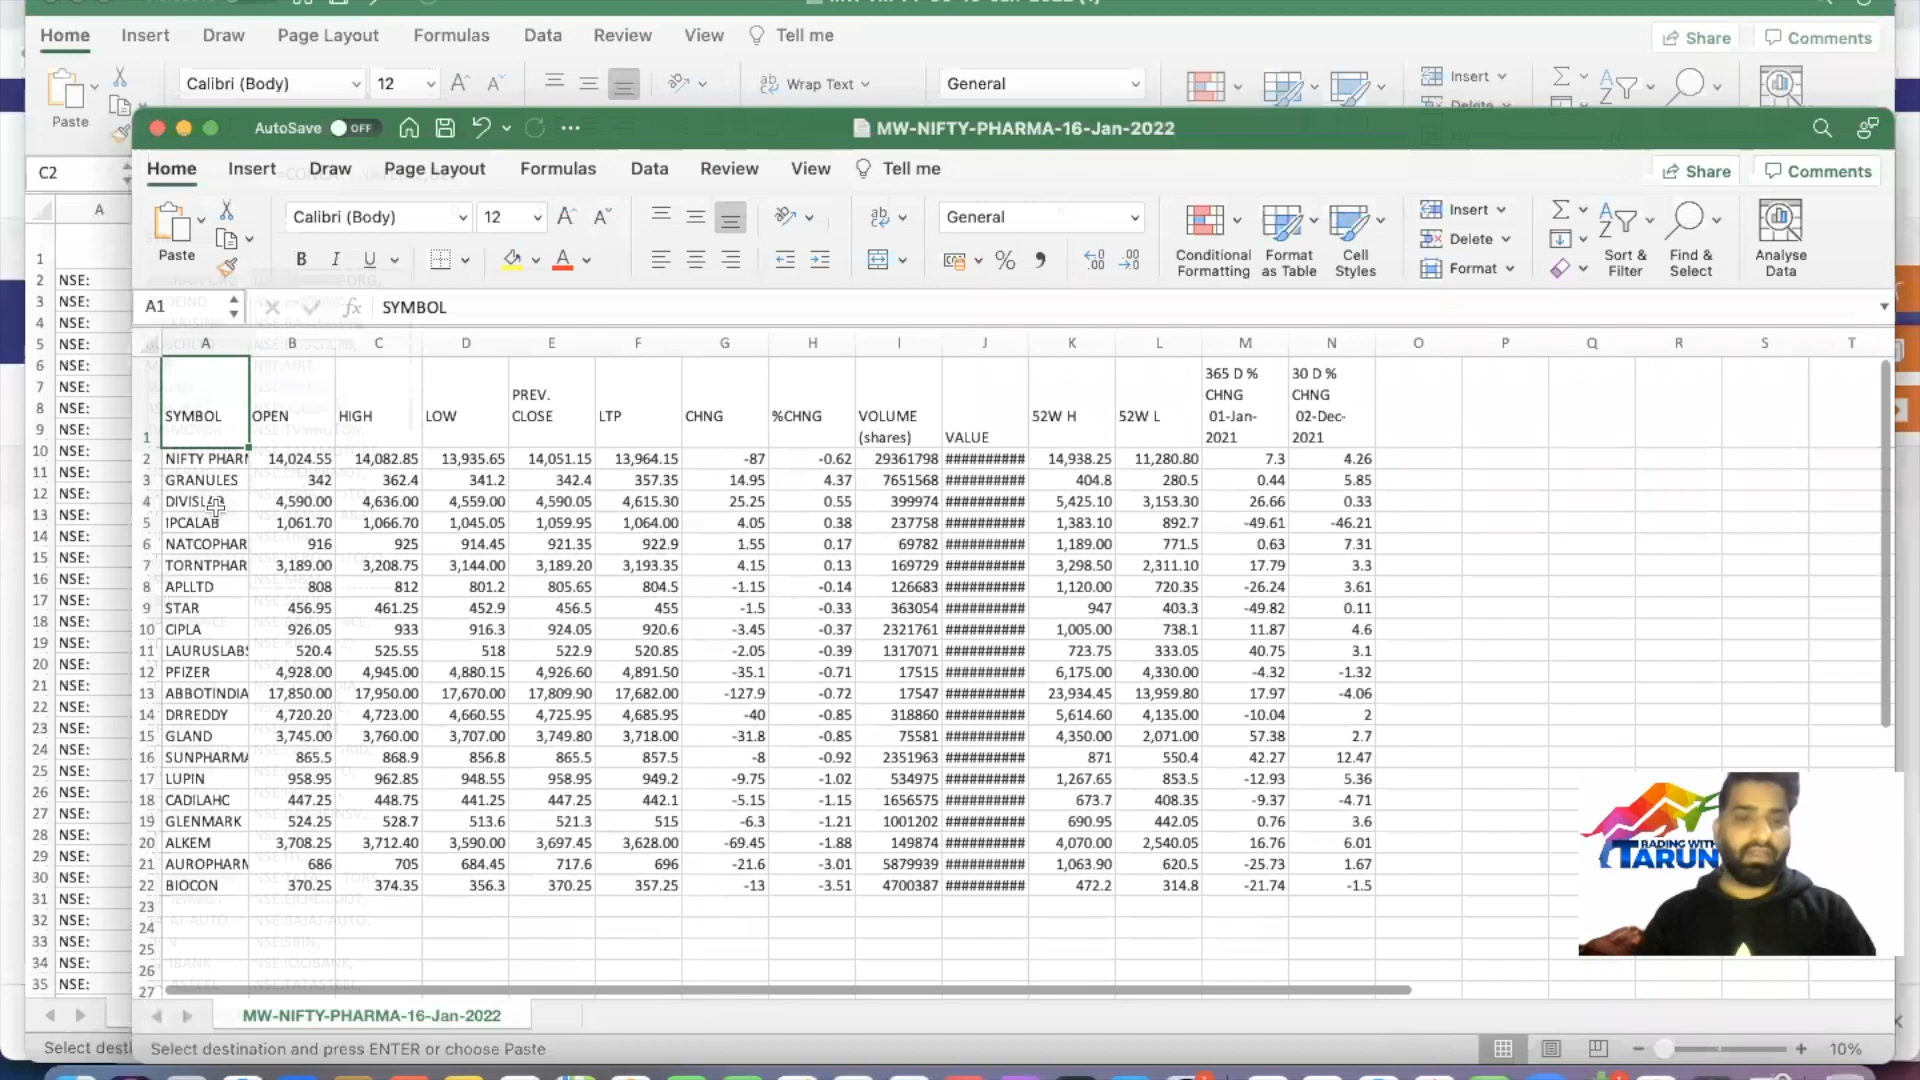 Home Insert Draw Page Layout Formulas Data Review View Tell me Share Comments
Paste Calibri (Body) 12 Wrap Text General Insert
Delete
C2
A
1
2 NSE:
3 NSE:
4 NSE:
5 NSE:
6 NSE:
7 NSE:
8 NSE:
9 NSE:
10 NSE:
11 NSE:
12 NSE:
13 NSE:
14 NSE:
15 NSE:
16 NSE:
17 NSE:
18 NSE:
19 NSE:
20 NSE:
21 NSE:
22 NSE:
23 NSE:
24 NSE:
25 NSE:
26 NSE:
27 NSE:
28 NSE:
29 NSE:
30 NSE:
31 NSE:
32 NSE:
33 NSE:
34 NSE:
35 NSE:
AutoSave OFF MW-NIFTY-PHARMA-16-Jan-2022
Home Insert Draw Page Layout Formulas Data Review View Tell me Share Comments
Paste Calibri (Body) 12 General
Conditional Formatting Format as Table Cell Styles
Insert
Delete
Format
Sort & Filter Find & Select Analyse Data
A1 fx SYMBOL
A B C D E F G H I J K L M N O P Q R S T
1 SYMBOL OPEN HIGH LOW PREV. CLOSE LTP CHNG %CHNG VOLUME (shares) VALUE 52W H 52W L 365 D % CHNG 01-Jan-2021 30 D % CHNG 02-Dec-2021
2 NIFTY PHAR 14,024.55 14,082.85 13,935.65 14,051.15 13,964.15 -87 -0.62 29361798 ########## 14,938.25 11,280.80 7.3 4.26
3 GRANULES 342 362.4 341.2 342.4 357.35 14.95 4.37 7651568 ########## 404.8 280.5 0.44 5.85
4 DIVISLAB 4,590.00 4,636.00 4,559.00 4,590.05 4,615.30 25.25 0.55 399974 ########## 5,425.10 3,153.30 26.66 0.33
5 IPCALAB 1,061.70 1,066.70 1,045.05 1,059.95 1,064.00 4.05 0.38 237758 ########## 1,383.10 892.7 -49.61 -46.21
6 NATCOPHAR 916 925 914.45 921.35 922.9 1.55 0.17 69782 ########## 1,189.00 771.5 0.63 7.31
7 TORNTPHAR 3,189.00 3,208.75 3,144.00 3,189.20 3,193.35 4.15 0.13 169729 ########## 3,298.50 2,311.10 17.79 3.3
8 APLLTD 808 812 801.2 805.65 804.5 -1.15 -0.14 126683 ########## 1,120.00 720.35 -26.24 3.61
9 STAR 456.95 461.25 452.9 456.5 455 -1.5 -0.33 363054 ########## 947 403.3 -49.82 0.11
10 CIPLA 926.05 933 916.3 924.05 920.6 -3.45 -0.37 2321761 ########## 1,005.00 738.1 11.87 4.6
11 LAURUSLABS 520.4 525.55 518 522.9 520.85 -2.05 -0.39 1317071 ########## 723.75 333.05 40.75 3.1
12 PFIZER 4,928.00 4,945.00 4,880.15 4,926.60 4,891.50 -35.1 -0.71 17515 ########## 6,175.00 4,330.00 -4.32 -1.32
13 ABBOTINDIA 17,850.00 17,950.00 17,670.00 17,809.90 17,682.00 -127.9 -0.72 17547 ########## 23,934.45 13,959.80 17.97 -4.06
14 DRREDDY 4,720.20 4,723.00 4,660.55 4,725.95 4,685.95 -40 -0.85 318860 ########## 5,614.60 4,135.00 -10.04 2
15 GLAND 3,745.00 3,760.00 3,707.00 3,749.80 3,718.00 -31.8 -0.85 75581 ########## 4,350.00 2,071.00 57.38 2.7
16 SUNPHARMA 865.5 868.9 856.8 865.5 857.5 -8 -0.92 2351963 ########## 871 550.4 42.27 12.47
17 LUPIN 958.95 962.85 948.55 958.95 949.2 -9.75 -1.02 534975 ########## 1,267.65 853.5 -12.93 5.36
18 CADILAHC 447.25 448.75 441.25 447.25 442.1 -5.15 -1.15 1656575 ########## 673.7 408.35 -9.37 -4.71
19 GLENMARK 524.25 528.7 513.6 521.3 515 -6.3 -1.21 1001202 ########## 690.95 442.05 0.76 3.6
20 ALKEM 3,708.25 3,712.40 3,590.00 3,697.45 3,628.00 -69.45 -1.88 149874 ########## 4,070.00 2,540.05 16.76 6.01
21 AUROPHARM 686 705 684.45 717.6 696 -21.6 -3.01 5879939 ########## 1,063.90 620.5 -25.73 1.67
22 BIOCON 370.25 374.35 356.3 370.25 357.25 -13 -3.51 4700387 ########## 472.2 314.8 -21.74 -1.5
23
24
25
26
27
MW-NIFTY-PHARMA-16-Jan-2022
Select desti
Select destination and press ENTER or choose Paste 10%
TRADING WITH
TARUN